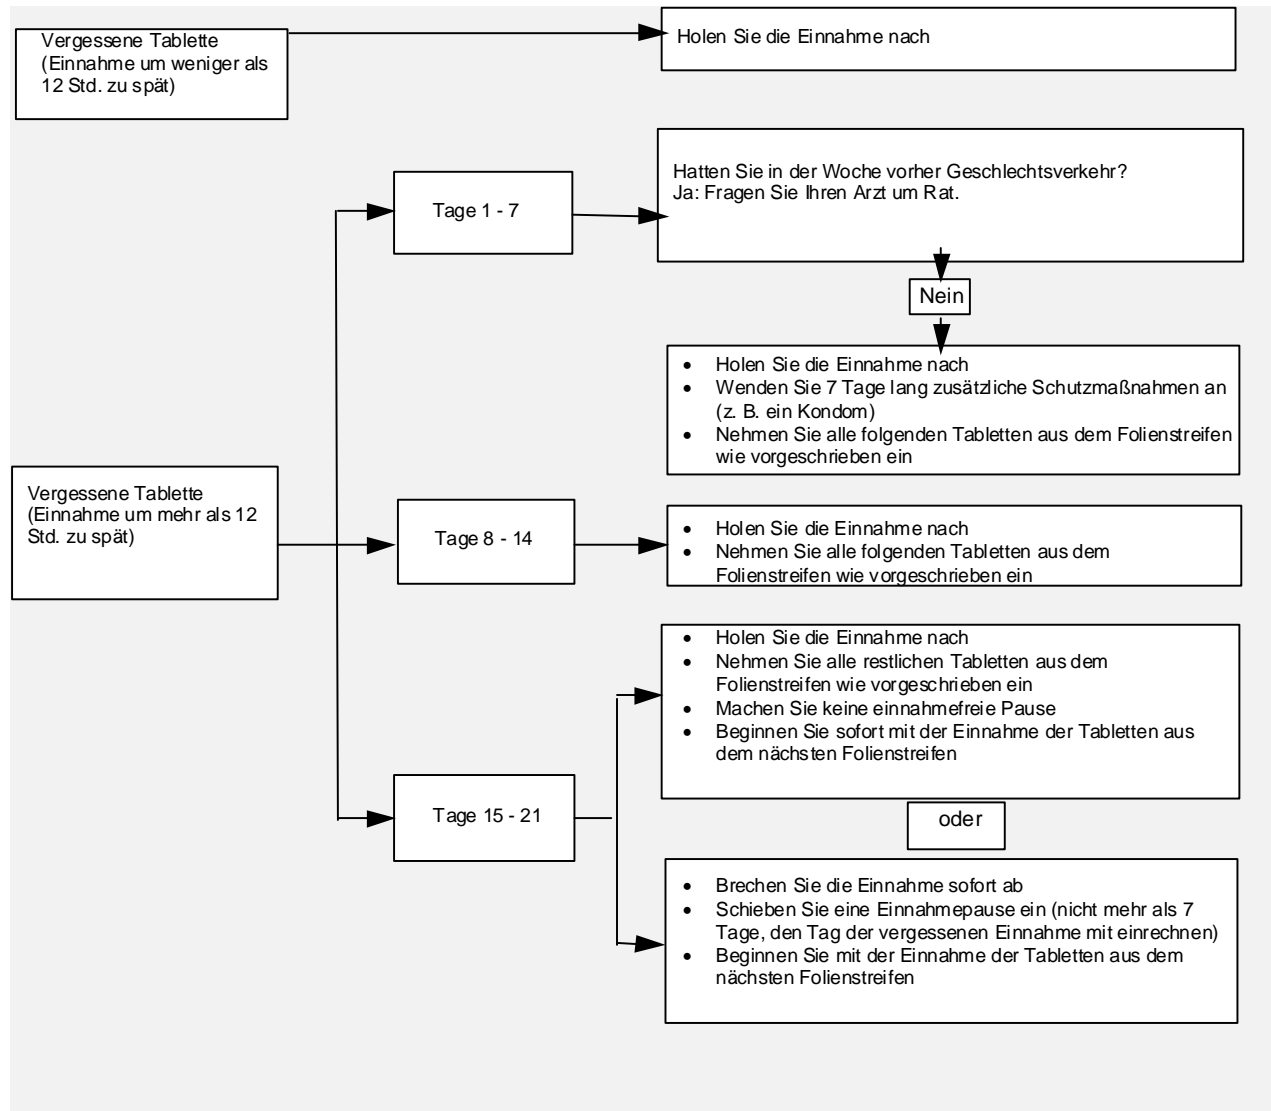 Vergessene Tablette
(Einnahme um weniger als
12 Std. zu spät)
Holen Sie die Einnahme nach
Hatten Sie in der Woche vorher Geschlechtsverkehr?
Ja: Fragen Sie Ihren Arzt um Rat.
Tage 1 - 7
Nein
• Holen Sie die Einnahme nach
• Wenden Sie 7 Tage lang zusätzliche Schutzmaßnahmen an
(z. B. ein Kondom)
• Nehmen Sie alle folgenden Tabletten aus dem Folienstreifen
wie vorgeschrieben ein
Vergessene Tablette
(Einnahme um mehr als 12
Std. zu spät)
Tage 8 - 14
• Holen Sie die Einnahme nach
• Nehmen Sie alle folgenden Tabletten aus dem
Folienstreifen wie vorgeschrieben ein
• Holen Sie die Einnahme nach
• Nehmen Sie alle restlichen Tabletten aus dem
Folienstreifen wie vorgeschrieben ein
• Machen Sie keine einnahmefreie Pause
• Beginnen Sie sofort mit der Einnahme der Tabletten aus
dem nächsten Folienstreifen
Tage 15 - 21
oder
• Brechen Sie die Einnahme sofort ab
• Schieben Sie eine Einnahmepause ein (nicht mehr als 7
Tage, den Tag der vergessenen Einnahme mit einrechnen)
• Beginnen Sie mit der Einnahme der Tabletten aus dem
nächsten Folienstreifen